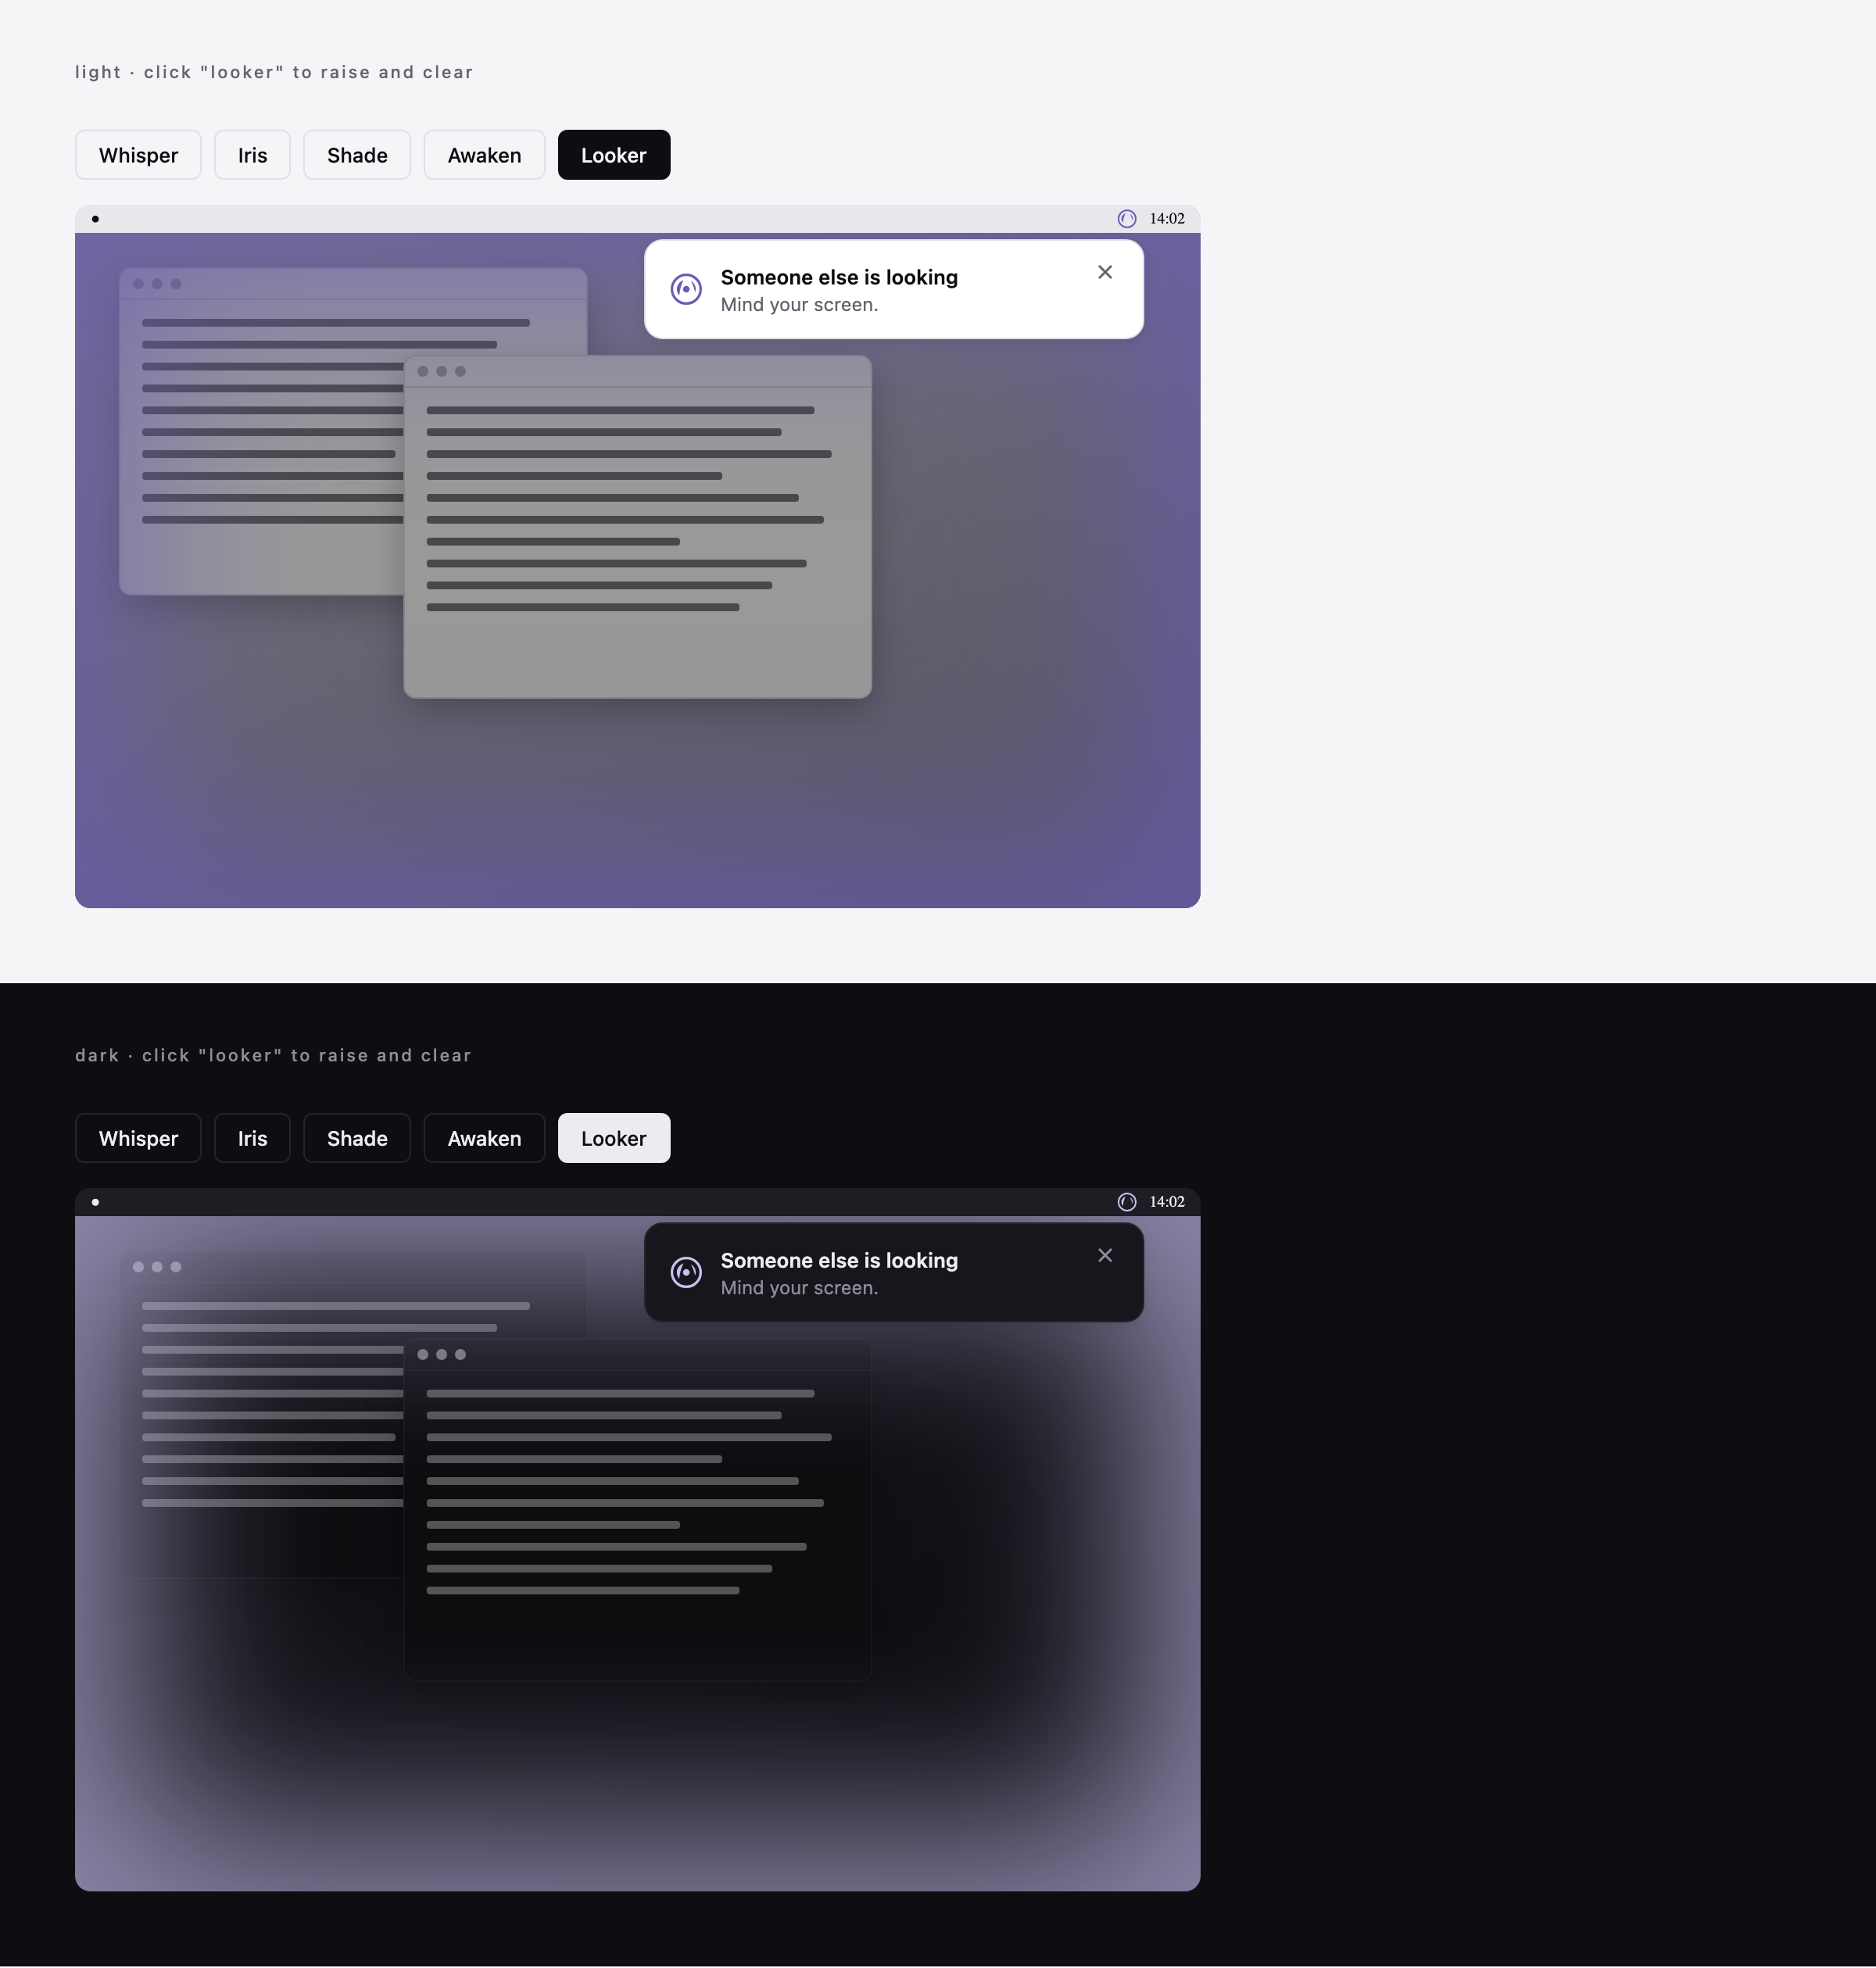 light · click "looker" to raise and clear
Whisper Iris Shade Awaken Looker
14:02
Someone else is looking
Mind your screen.
dark · click "looker" to raise and clear
Whisper Iris Shade Awaken Looker
14:02
Someone else is looking
Mind your screen.